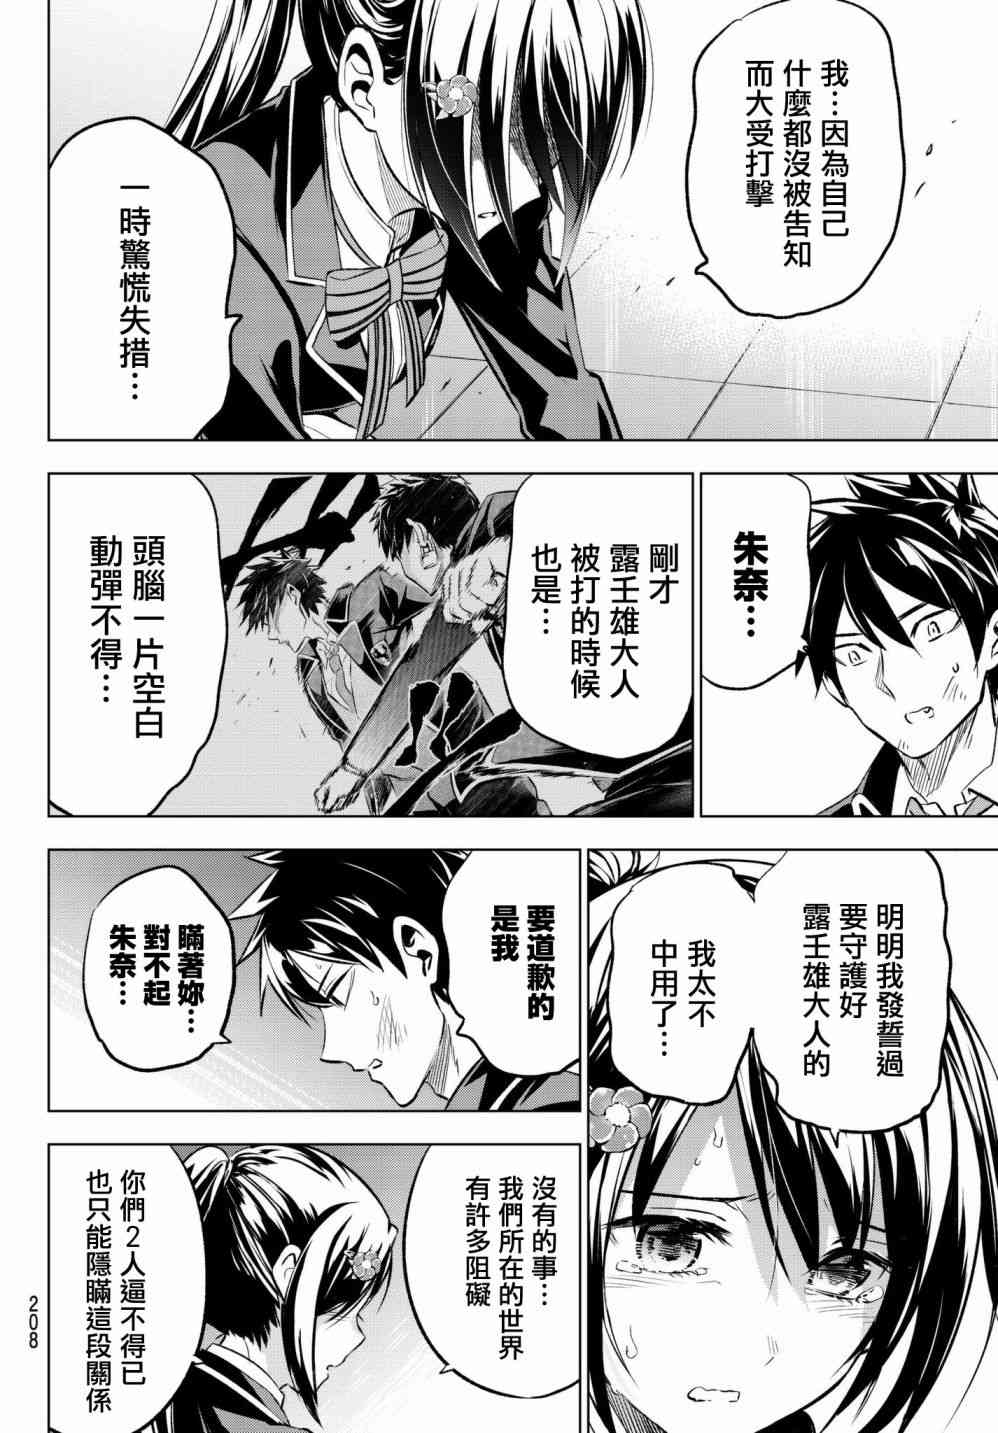 我…因為自己
什麼都沒被告知
而大受打擊
一時驚慌失措…
朱奈…
剛才
露壬雄大人
被打的時候
也是…
頭腦一片空白
動彈不得…
明明我發誓過
要守護好
露壬雄大人的
我太不
中用了…
要道歉的
是我
瞞著妳…
對不起
朱奈…
沒有的事…
我們所在的世界
有許多阻礙
你們2人逼不得已
也只能隱瞞這段關係
208